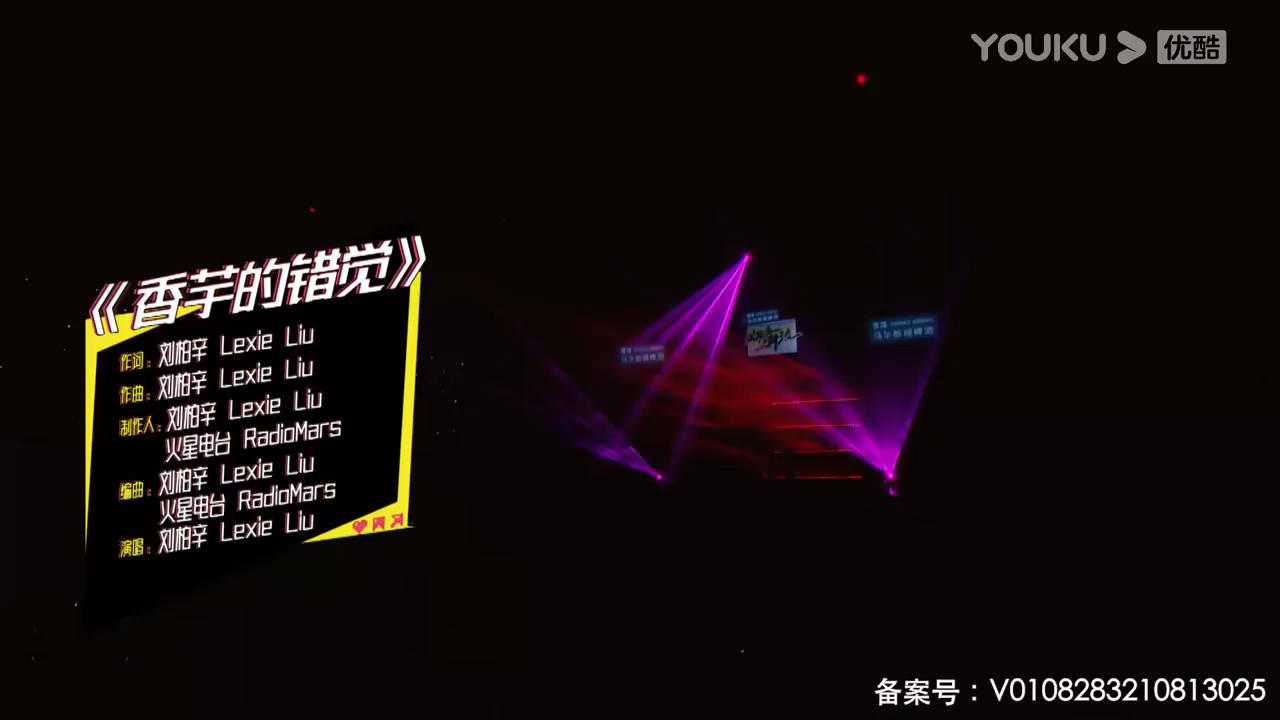 YOUKU 优酷
《香芋的错觉》
作词：刘柏辛 Lexie Liu
作曲：刘柏辛 Lexie Liu
制作人：刘柏辛 Lexie Liu
火星电台 RadioMars
编曲：刘柏辛 Lexie Liu
火星电台 RadioMars
演唱：刘柏辛 Lexie Liu
备案号：V0108283210813025